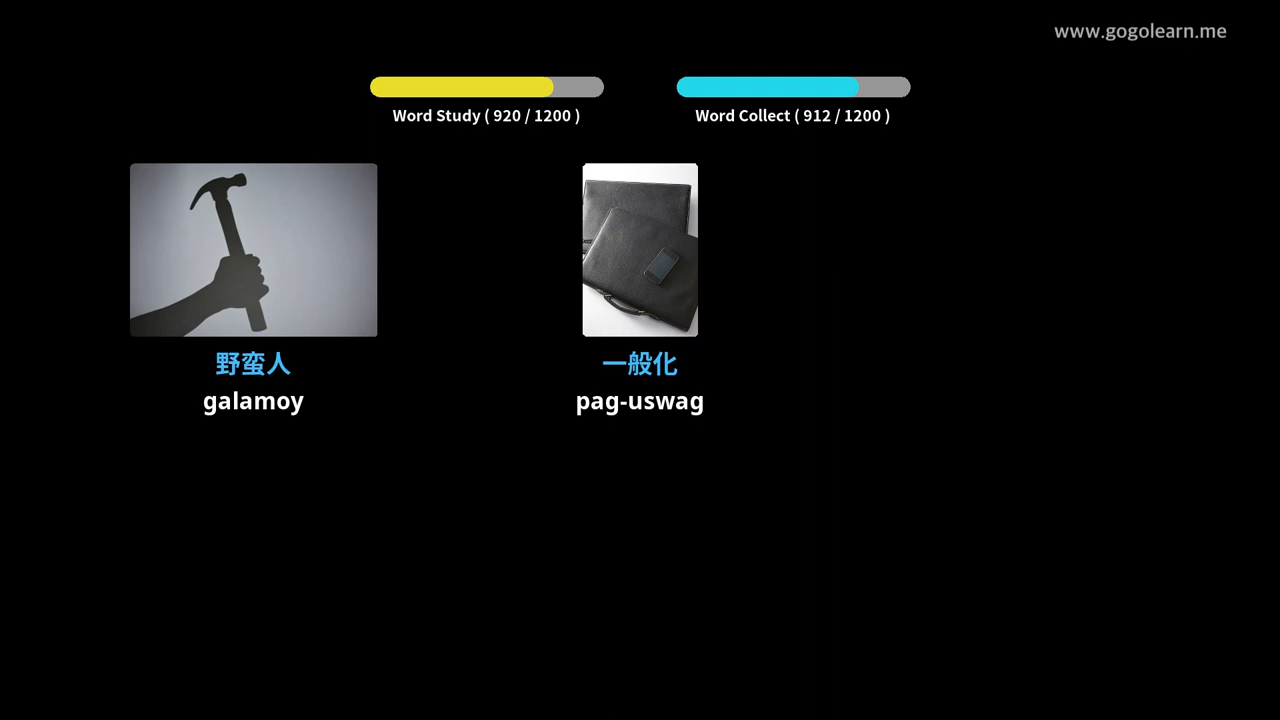 www.gogolearn.me
Word Study ( 920 / 1200 )
Word Collect ( 912 / 1200 )
野蛮人
galamoy
一般化
pag-uswag